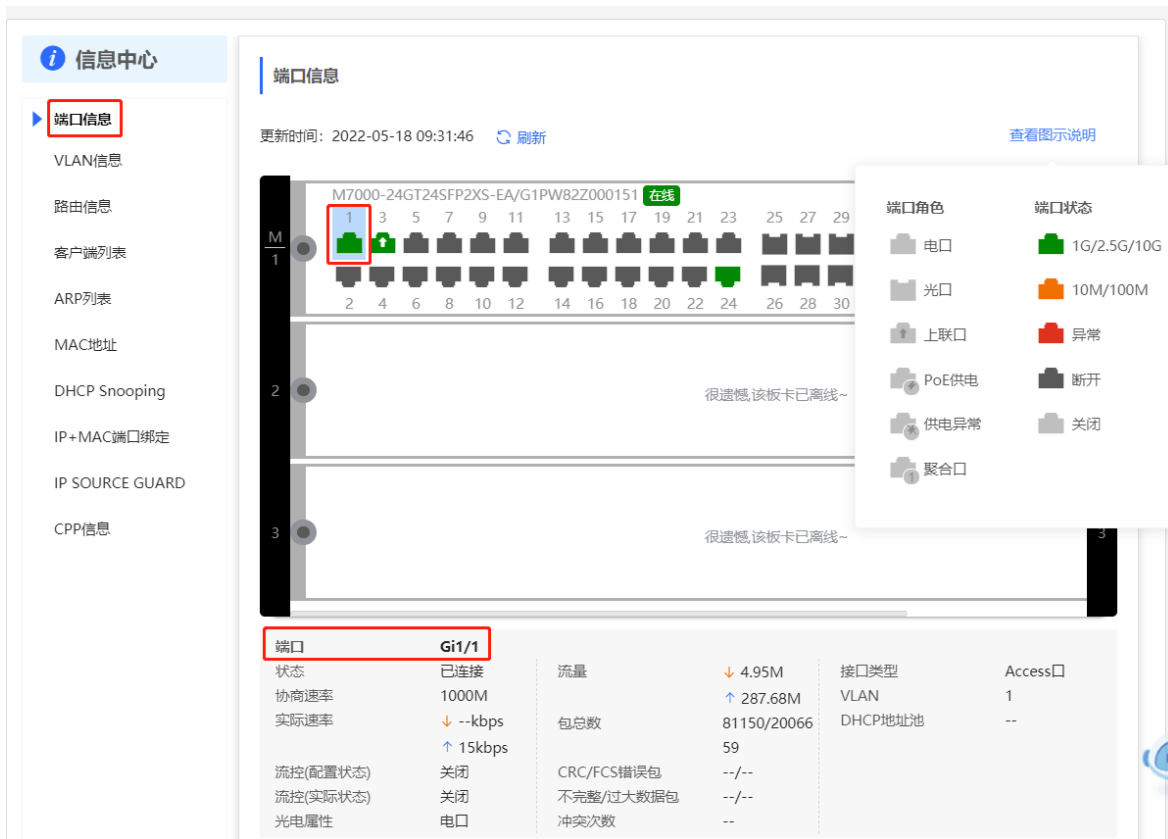 信息中心
端口信息
VLAN信息
路由信息
客户端列表
ARP列表
MAC地址
DHCP Snooping
IP+MAC端口绑定
IP SOURCE GUARD
CPP信息
端口信息
更新时间：2022-05-18 09:31:46 刷新 查看图示说明
M7000-24GT24SFP2XS-EA/G1PW82Z000151 在线
1 3 5 7 9 11 13 15 17 19 21 23 25 27 29
M
1
2 4 6 8 10 12 14 16 18 20 22 24 26 28 30
2 很遗憾,该板卡已离线~
3 很遗憾,该板卡已离线~ 3
端口角色 端口状态
电口 1G/2.5G/10G
光口 10M/100M
上联口 异常
PoE供电 断开
供电异常 关闭
1 聚合口
端口 Gi1/1
状态 已连接 流量 ↓ 4.95M 接口类型 Access口
协商速率 1000M ↑ 287.68M VLAN 1
实际速率 ↓ --kbps 包总数 81150/20066 DHCP地址池 --
↑ 15kbps 59
流控(配置状态) 关闭 CRC/FCS错误包 --/--
流控(实际状态) 关闭 不完整/过大数据包 --/--
光电属性 电口 冲突次数 --